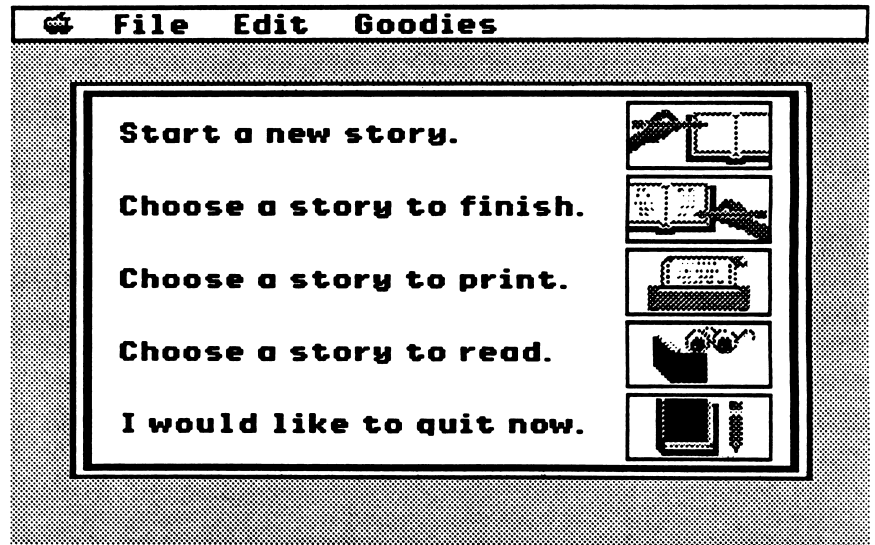 File Edit Goodies
Start a new story.
Choose a story to finish.
Choose a story to print.
Choose a story to read.
I would like to quit now.